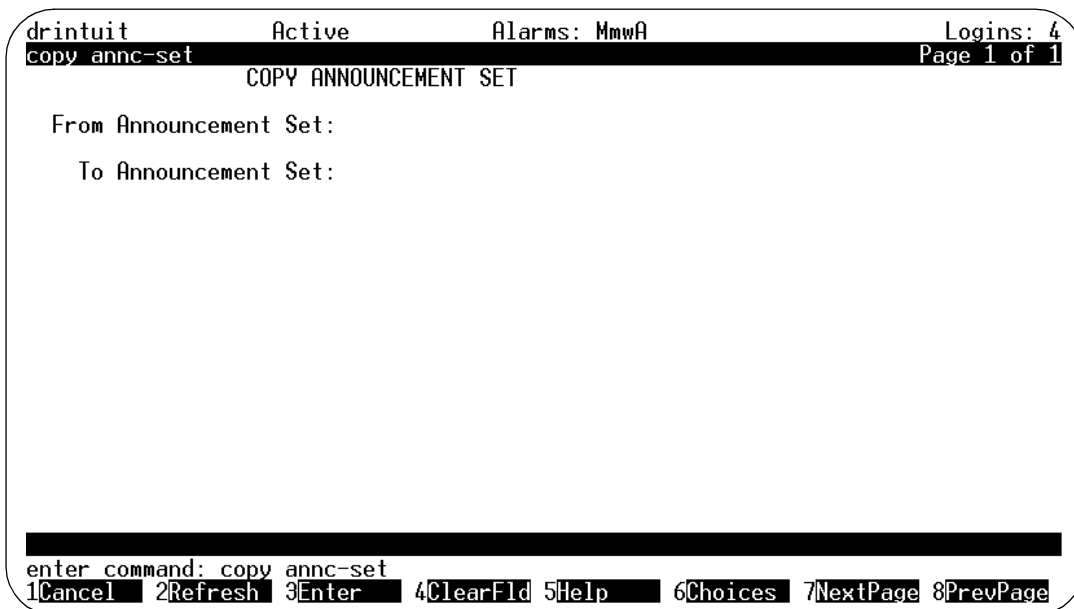 drintuit Active Alarms: MmwA Logins: 4
copy annc-set Page 1 of 1
COPY ANNOUNCEMENT SET
From Announcement Set:
To Announcement Set:
enter command: copy annc-set
1Cancel 2Refresh 3Enter 4ClearFld 5Help 6Choices 7NextPage 8PrevPage